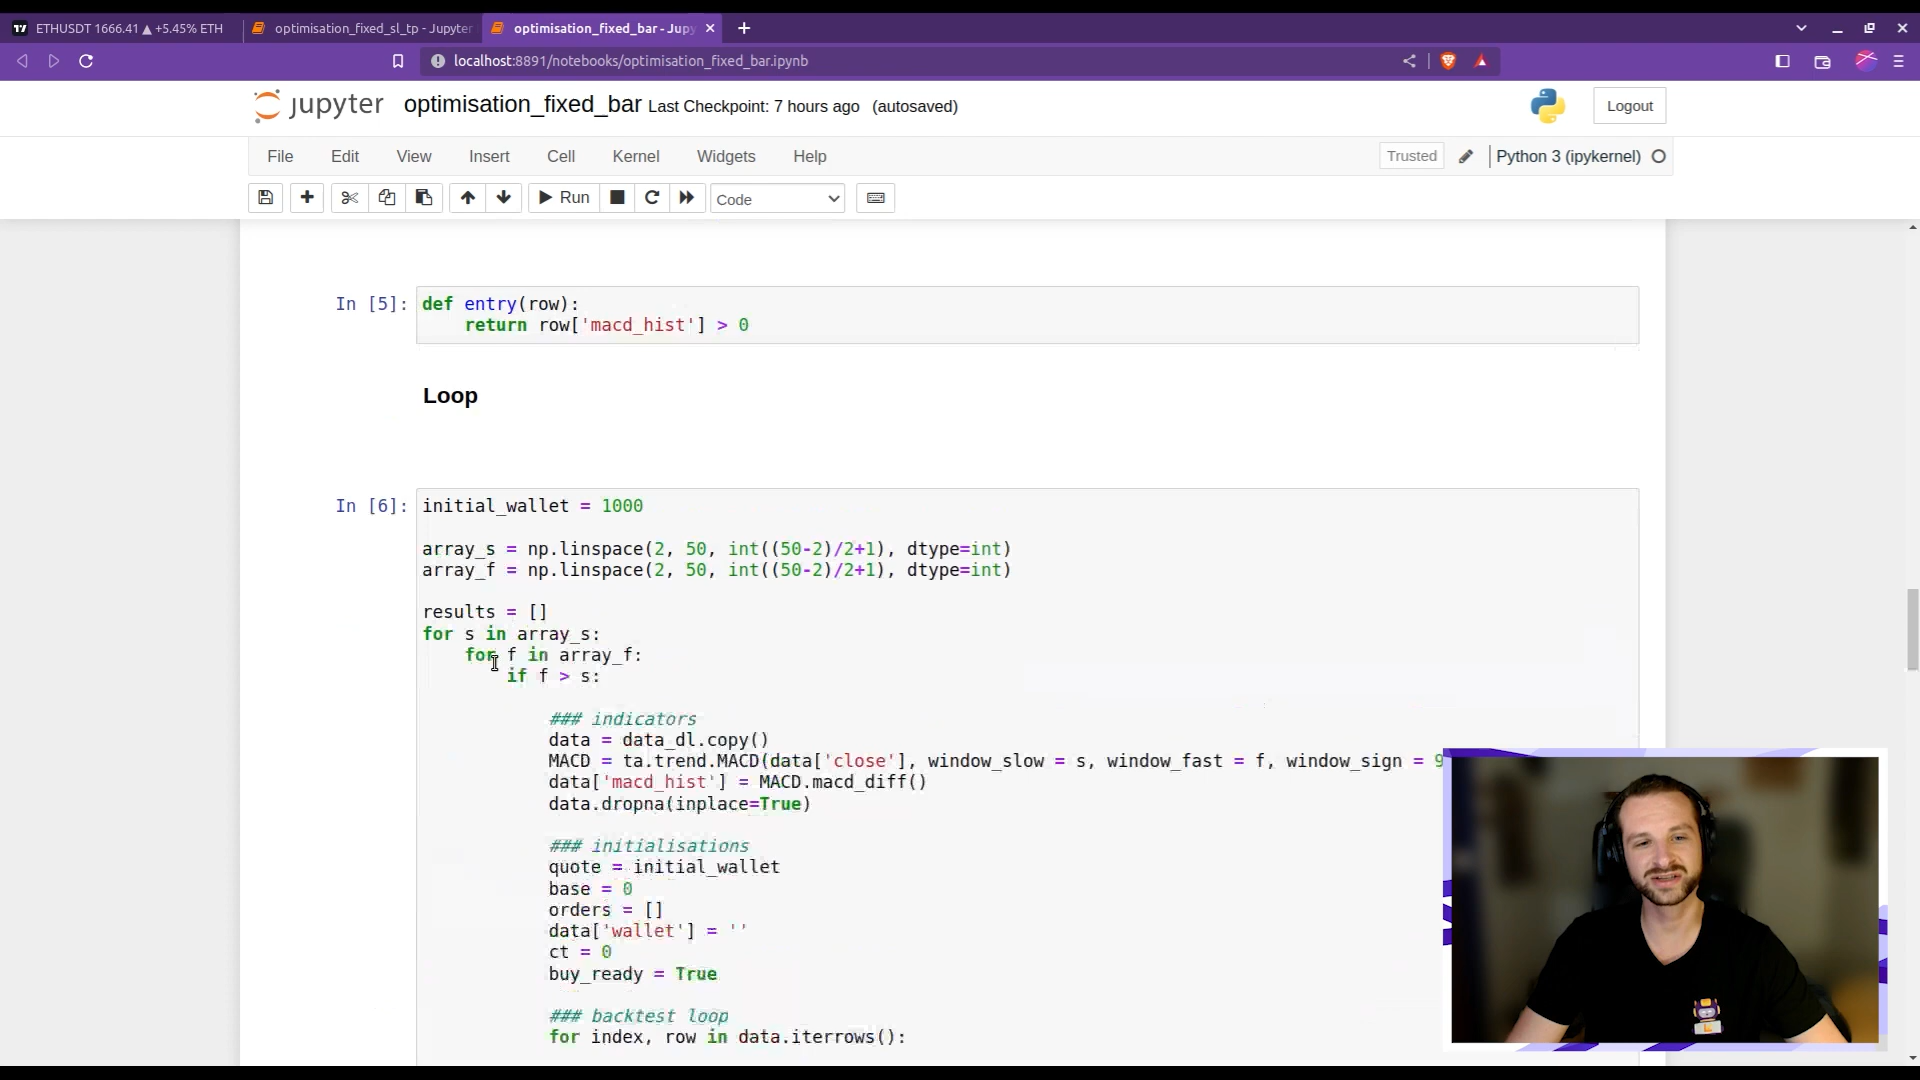 ETHUSDT 1666.41 ▲ +5.45% ETH
optimisation_fixed_sl_tp - Jupyter
optimisation_fixed_bar - Jupy
localhost:8891/notebooks/optimisation_fixed_bar.ipynb
jupyter optimisation_fixed_bar Last Checkpoint: 7 hours ago (autosaved)
Logout
File Edit View Insert Cell Kernel Widgets Help
Trusted Python 3 (ipykernel)
Run Code
In [5]: def entry(row):
return row['macd_hist'] > 0
Loop
In [6]: initial_wallet = 1000
array_s = np.linspace(2, 50, int((50-2)/2+1), dtype=int)
array_f = np.linspace(2, 50, int((50-2)/2+1), dtype=int)
results = []
for s in array_s:
for f in array_f:
if f > s:
### indicators
data = data_dl.copy()
MACD = ta.trend.MACD(data['close'], window_slow = s, window_fast = f, window_sign = 9
data['macd_hist'] = MACD.macd_diff()
data.dropna(inplace=True)
### initialisations
quote = initial_wallet
base = 0
orders = []
data['wallet'] = ''
ct = 0
buy_ready = True
### backtest loop
for index, row in data.iterrows():